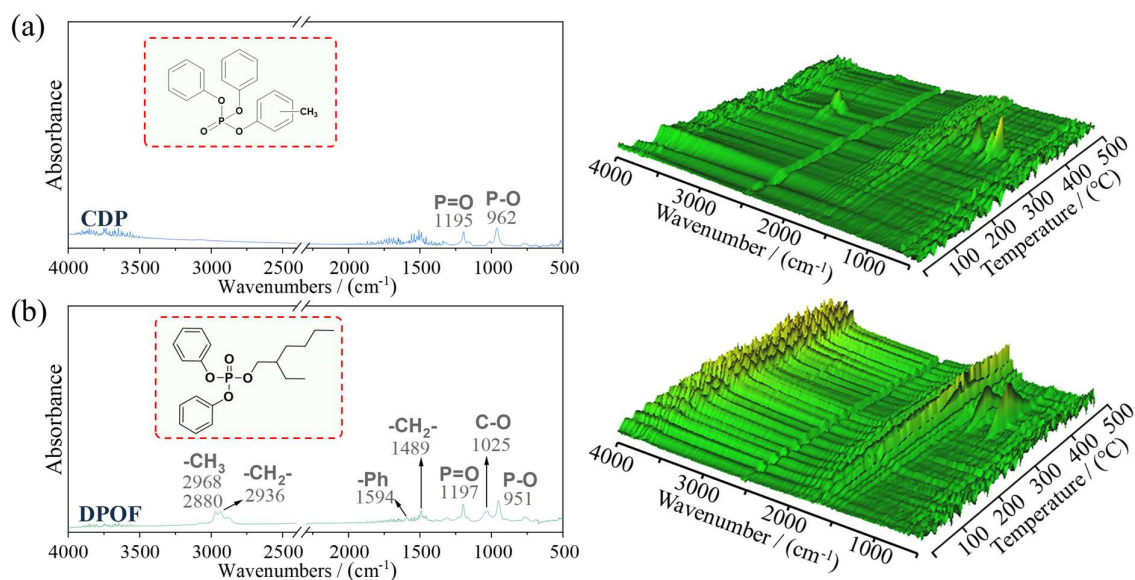 (a)
Absorbance
O
O
P
O
O
CH₃
CDP
P=O
1195
P-O
962
4000 3500 3000 2500 2000 1500 1000 500
Wavenumbers / (cm⁻¹)
4000 3000 2000 1000
Wavenumber / (cm⁻¹)
100 200 300 400 500
Temperature / (°C)
(b)
Absorbance
O
O
P
O
O
-CH₃
2968
2880
-CH₂-
2936
-Ph
1594
-CH₂-
1489
P=O
1197
C-O
1025
P-O
951
DPOF
4000 3500 3000 2500 2000 1500 1000 500
Wavenumbers / (cm⁻¹)
4000 3000 2000 1000
Wavenumber / (cm⁻¹)
100 200 300 400 500
Temperature / (°C)